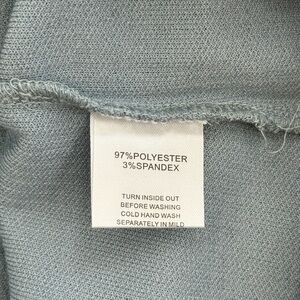 97%POLYESTER
3%SPANDEX
TURN INSIDE OUT
BEFORE WASHING
COLD HAND WASH
SEPARATELY IN MILD